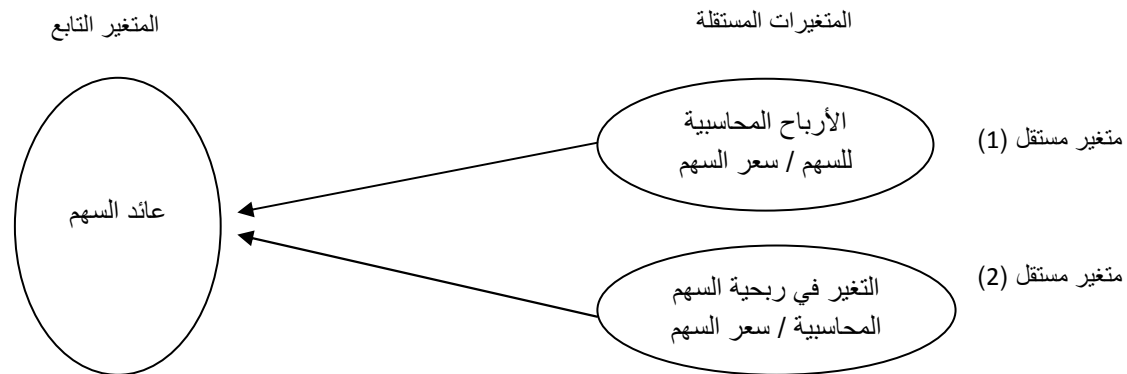 المتغيرات المستقلة
المتغير التابع
الأرباح المحاسبية
للسهم / سعر السهم
متغير مستقل (1)
عائد السهم
التغير في ربحية السهم
المحاسبية / سعر السهم
متغير مستقل (2)